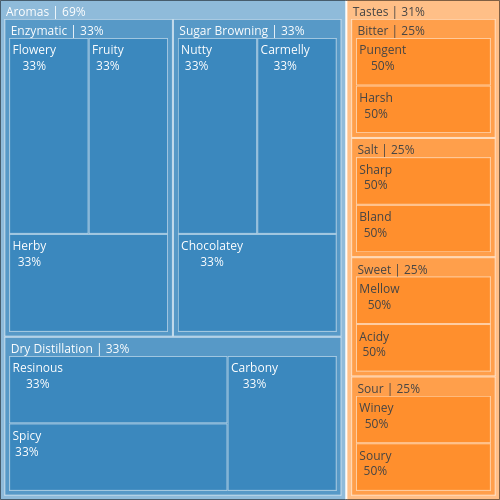 Aromas | 69%
Enzymatic | 33%
Flowery
33%
Fruity
33%
Herby
33%
Sugar Browning | 33%
Nutty
33%
Carmelly
33%
Chocolatey
33%
Dry Distillation | 33%
Resinous
33%
Spicy
33%
Carbony
33%
Tastes | 31%
Bitter | 25%
Pungent
50%
Harsh
50%
Salt | 25%
Sharp
50%
Bland
50%
Sweet | 25%
Mellow
50%
Acidy
50%
Sour | 25%
Winey
50%
Soury
50%